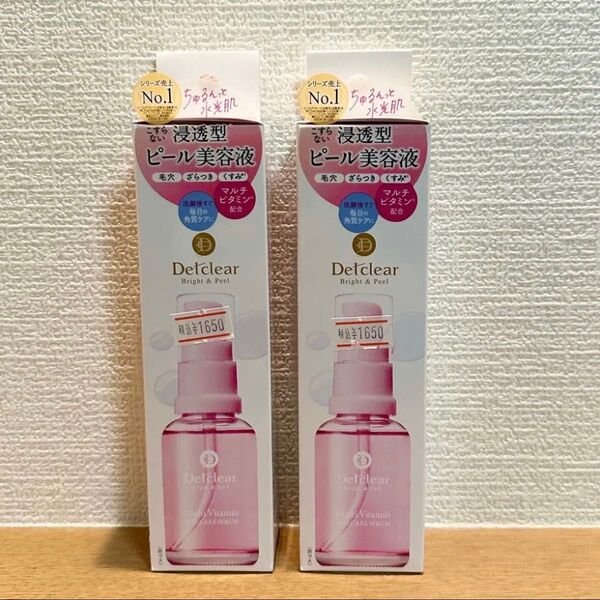 シリーズ売上
No.1
ちゅるんっと
水光肌
こすら
ない
浸透型
ピール美容液
毛穴 ざらつき くすみ
洗顔後すぐ
毎日の
角質ケアに
マルチ
ビタミン
配合
Detclear
Bright & Peel
税込¥1650
Detclear
Bright & Peel
Multi Vitamin
シリーズ売上
No.1
ちゅるんっと
水光肌
こすら
ない
浸透型
ピール美容液
毛穴 ざらつき くすみ
洗顔後すぐ
毎日の
角質ケアに
マルチ
ビタミン
配合
Detclear
Bright & Peel
税込¥1650
Detclear
Bright & Peel
Multi Vitamin